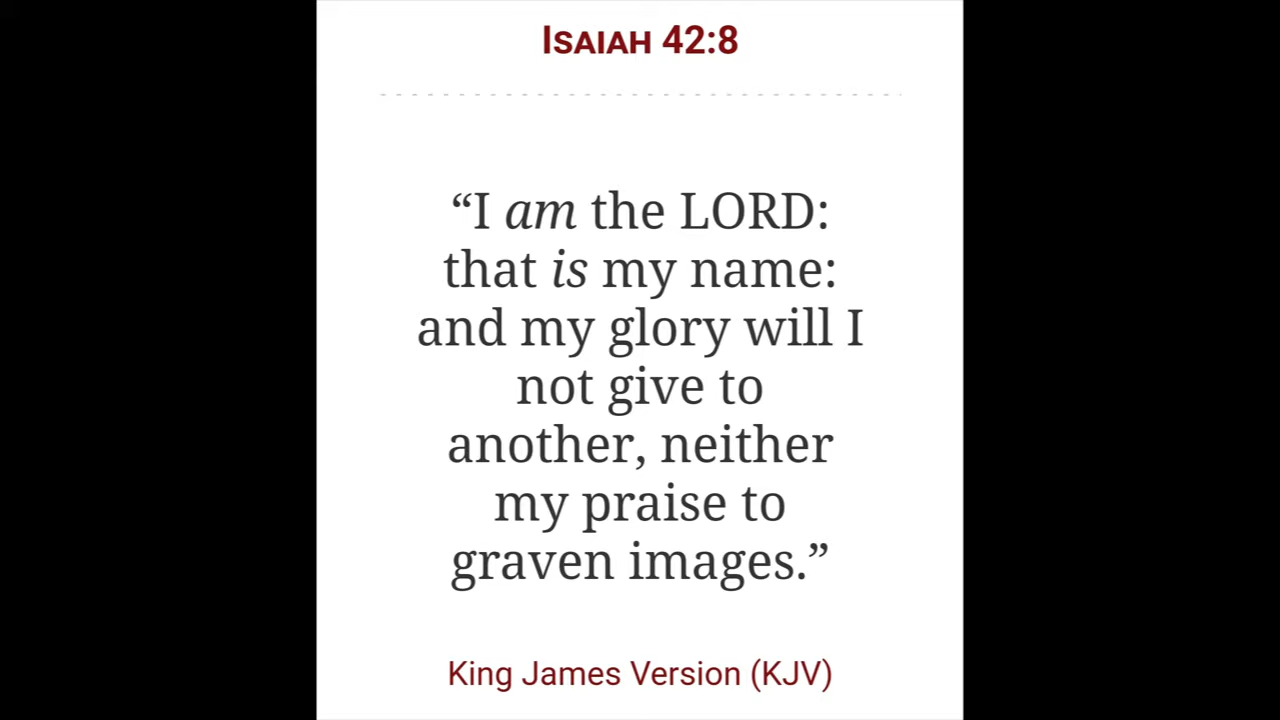 Isaiah 42:8
“I am the LORD:
that is my name:
and my glory will I
not give to
another, neither
my praise to
graven images.”
King James Version (KJV)